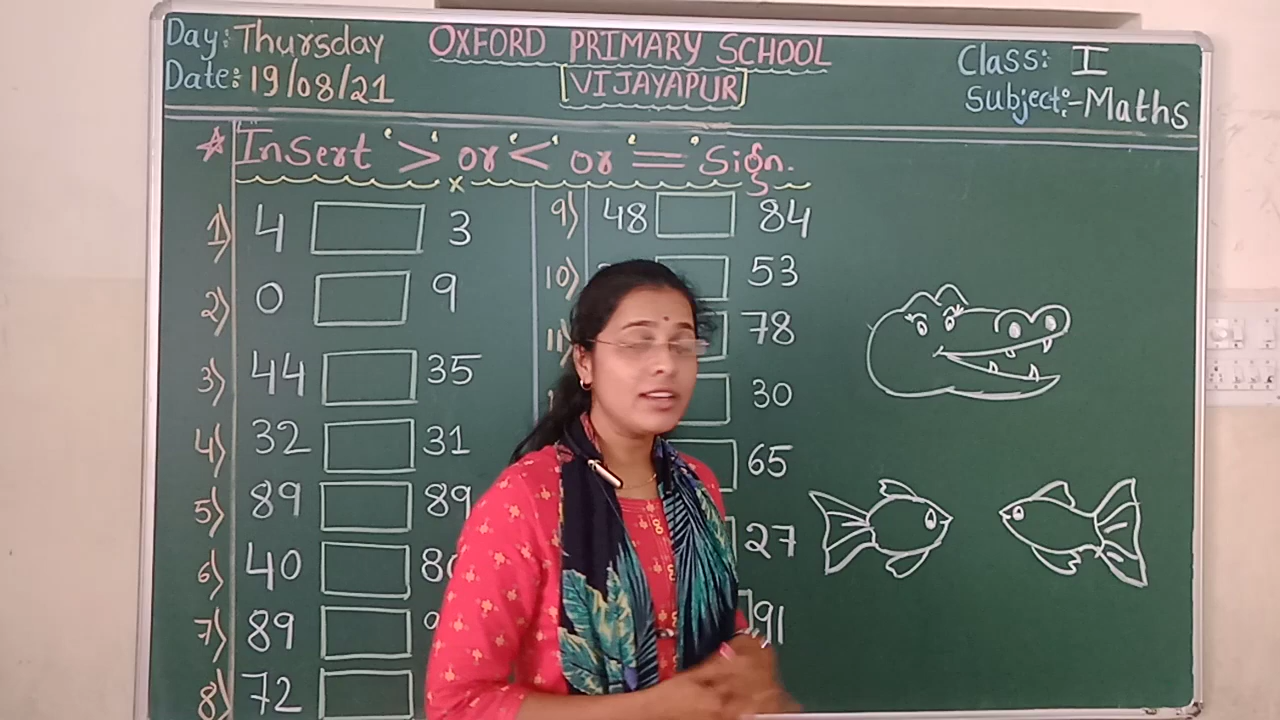 Day: Thursday
Date: 19/08/21
OXFORD PRIMARY SCHOOL
[VIJAYAPUR]
Class: I
Subject:- Maths
* Insert '>' or '<' or '=' Sign.
1) 4 3
2) 0 9
3) 44 35
4) 32 31
5) 89 89
6) 40
7) 89
8) 72
9) 48 84
10) 53
11) 78
30
65
27
91